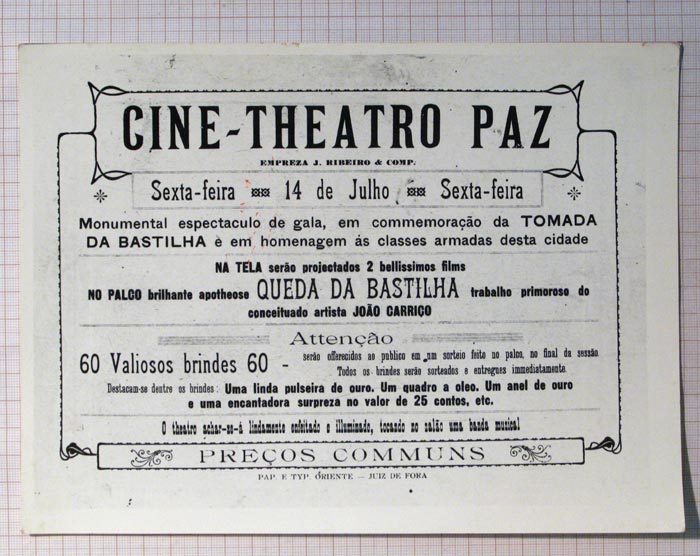 CINE-THEATRO PAZ
EMPREZA J. RIBEIRO & COMP.
Sexta-feira 14 de Julho Sexta-feira
Monumental espectaculo de gala, em commemoração da TOMADA
DA BASTILHA e em homenagem ás classes armadas desta cidade
NA TELA serão projectados 2 bellissimos films
NO PALCO brilhante apotheose QUEDA DA BASTILHA trabalho primoroso do
conceituado artista JOÃO CARRIÇO
Attenção
60 Valiosos brindes 60 - serão offerecidos ao publico em um sorteio feito no palco, no final da sessão
Todos os brindes serão sorteados e entregues immediatamente.
Destacam-se dentre os brindes: Uma linda pulseira de ouro. Um quadro a oleo. Um anel de ouro
e uma encantadora surpreza no valor de 25 contos, etc.
O theatro achar-se-á lindamente enfeitado e illuminado, tocando no salão uma banda musical
PREÇOS COMMUNS
PAP. E TYP. ORIENTE — JUIZ DE FORA